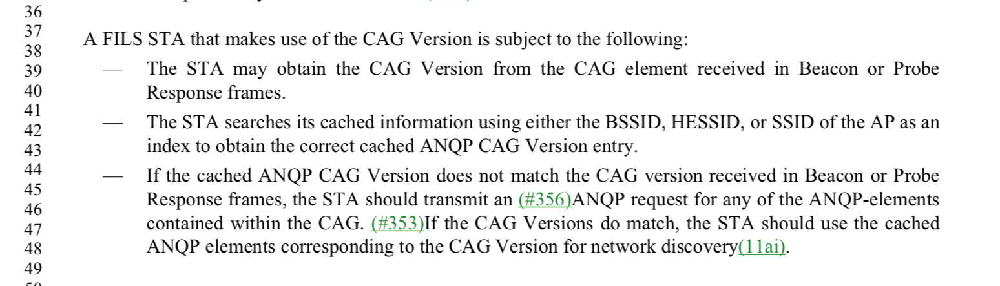 36
37
A FILS STA that makes use of the CAG Version is subject to the following:
38
39
— The STA may obtain the CAG Version from the CAG element received in Beacon or Probe
40
Response frames.
41
42
— The STA searches its cached information using either the BSSID, HESSID, or SSID of the AP as an
43
index to obtain the correct cached ANQP CAG Version entry.
44
— If the cached ANQP CAG Version does not match the CAG version received in Beacon or Probe
45
Response frames, the STA should transmit an (#356)ANQP request for any of the ANQP-elements
46
contained within the CAG. (#353)If the CAG Versions do match, the STA should use the cached
47
48
ANQP elements corresponding to the CAG Version for network discovery(11ai).
49